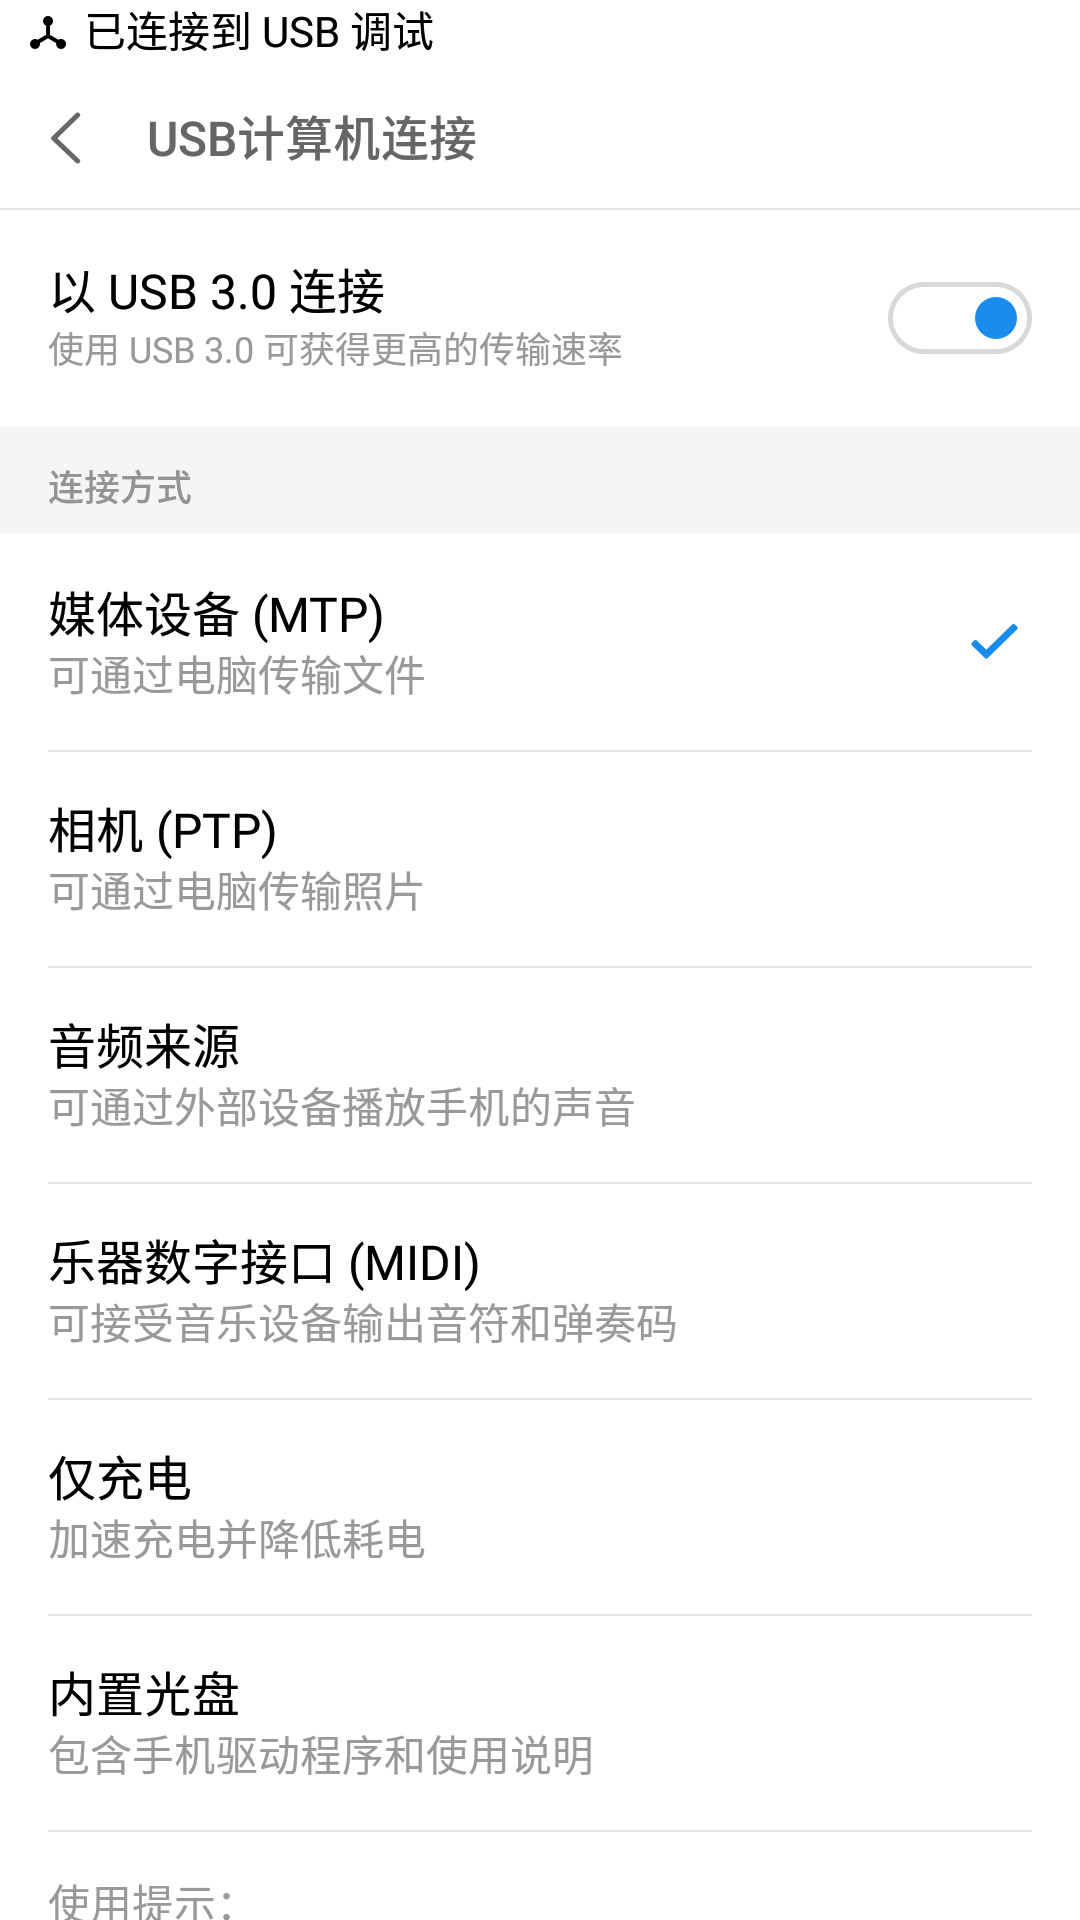 已连接到 USB 调试
USB计算机连接
以 USB 3.0 连接
使用 USB 3.0 可获得更高的传输速率
连接方式
媒体设备 (MTP)
可通过电脑传输文件
相机 (PTP)
可通过电脑传输照片
音频来源
可通过外部设备播放手机的声音
乐器数字接口 (MIDI)
可接受音乐设备输出音符和弹奏码
仅充电
加速充电并降低耗电
内置光盘
包含手机驱动程序和使用说明
使用提示：